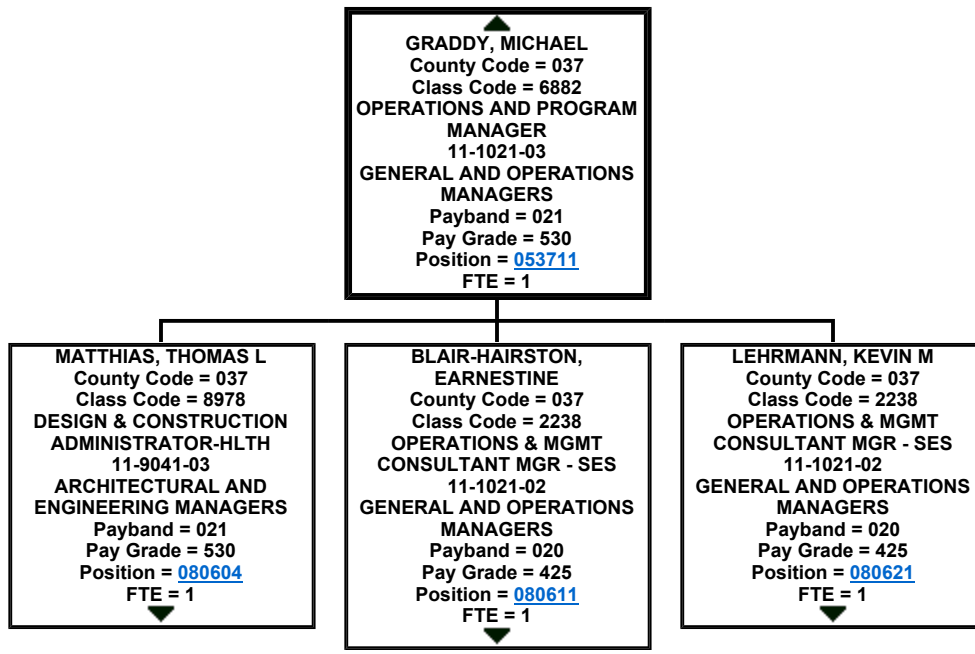 GRADDY, MICHAEL
County Code = 037
Class Code = 6882
OPERATIONS AND PROGRAM
MANAGER
11-1021-03
GENERAL AND OPERATIONS
MANAGERS
Payband = 021
Pay Grade = 530
Position = 053711
FTE = 1
MATTHIAS, THOMAS L
County Code = 037
Class Code = 8978
DESIGN & CONSTRUCTION
ADMINISTRATOR-HLTH
11-9041-03
ARCHITECTURAL AND
ENGINEERING MANAGERS
Payband = 021
Pay Grade = 530
Position = 080604
FTE = 1
BLAIR-HAIRSTON,
EARNESTINE
County Code = 037
Class Code = 2238
OPERATIONS & MGMT
CONSULTANT MGR - SES
11-1021-02
GENERAL AND OPERATIONS
MANAGERS
Payband = 020
Pay Grade = 425
Position = 080611
FTE = 1
LEHRMANN, KEVIN M
County Code = 037
Class Code = 2238
OPERATIONS & MGMT
CONSULTANT MGR - SES
11-1021-02
GENERAL AND OPERATIONS
MANAGERS
Payband = 020
Pay Grade = 425
Position = 080621
FTE = 1